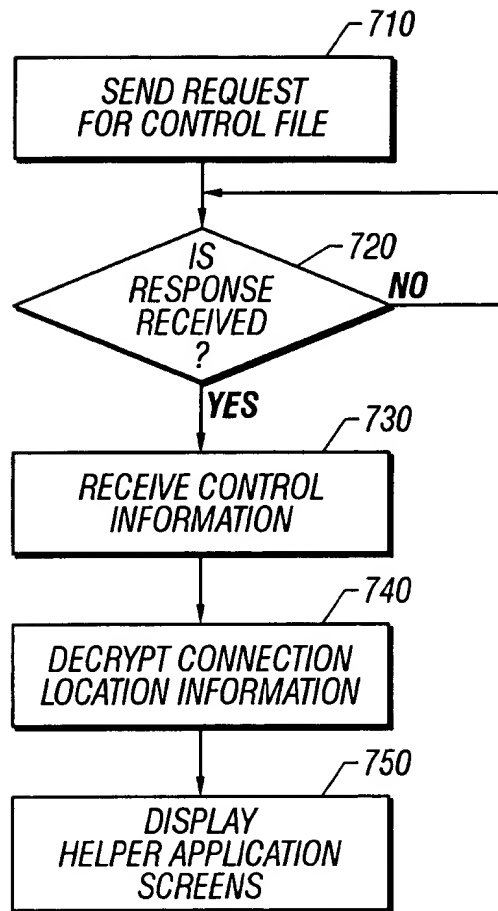 710
SEND REQUEST
FOR CONTROL FILE
720
IS
RESPONSE
RECEIVED
?
NO
YES
730
RECEIVE CONTROL
INFORMATION
740
DECRYPT CONNECTION
LOCATION INFORMATION
750
DISPLAY
HELPER APPLICATION
SCREENS